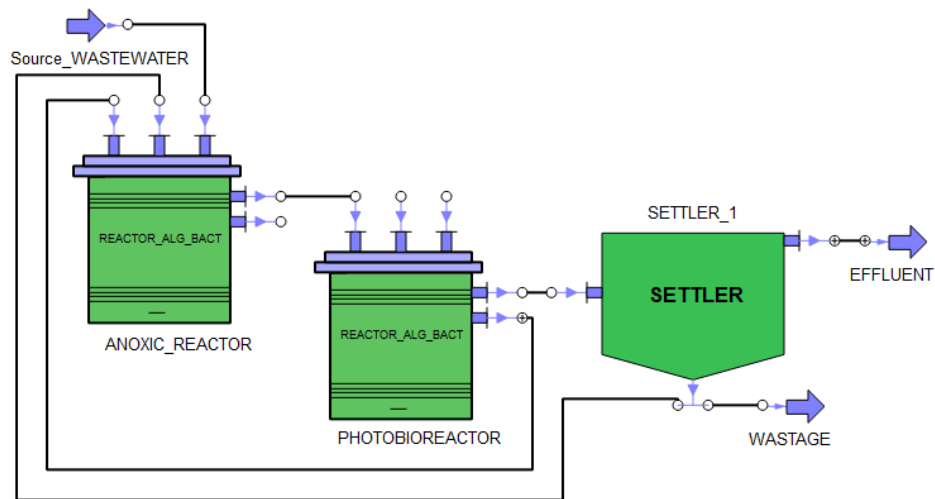 Source_WASTEWATER
REACTOR_ALG_BACT
ANOXIC_REACTOR
REACTOR_ALG_BACT
PHOTOBIOREACTOR
SETTLER_1
SETTLER
EFFLUENT
WASTAGE